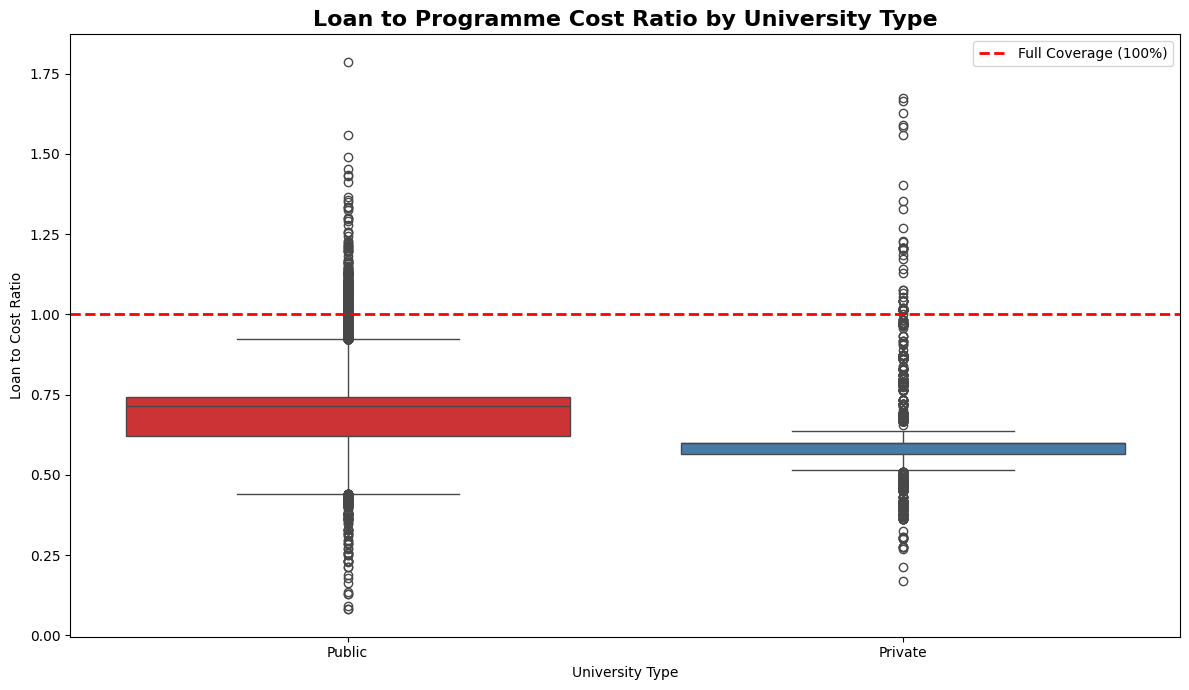 Loan to Programme Cost Ratio by University Type
Full Coverage (100%)
1.75
1.50
1.25
1.00
0.75
0.50
0.25
0.00
Loan to Cost Ratio
Public
Private
University Type